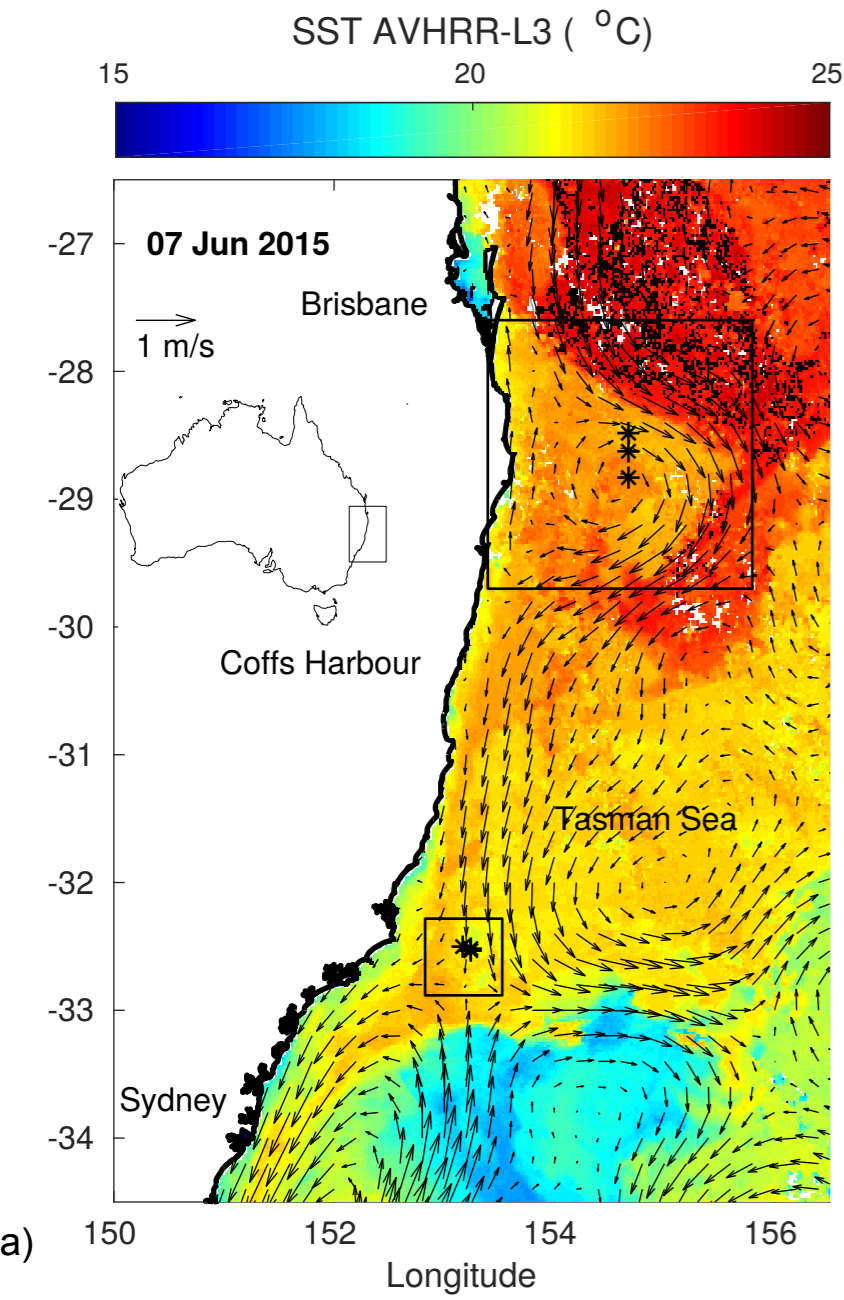 SST AVHRR-L3 ( °C)
15 20 25
-27
07 Jun 2015
Brisbane
1 m/s
-28
-29
-30
Coffs Harbour
-31
Tasman Sea
-32
-33
Sydney
-34
150 152 154 156
a)
Longitude